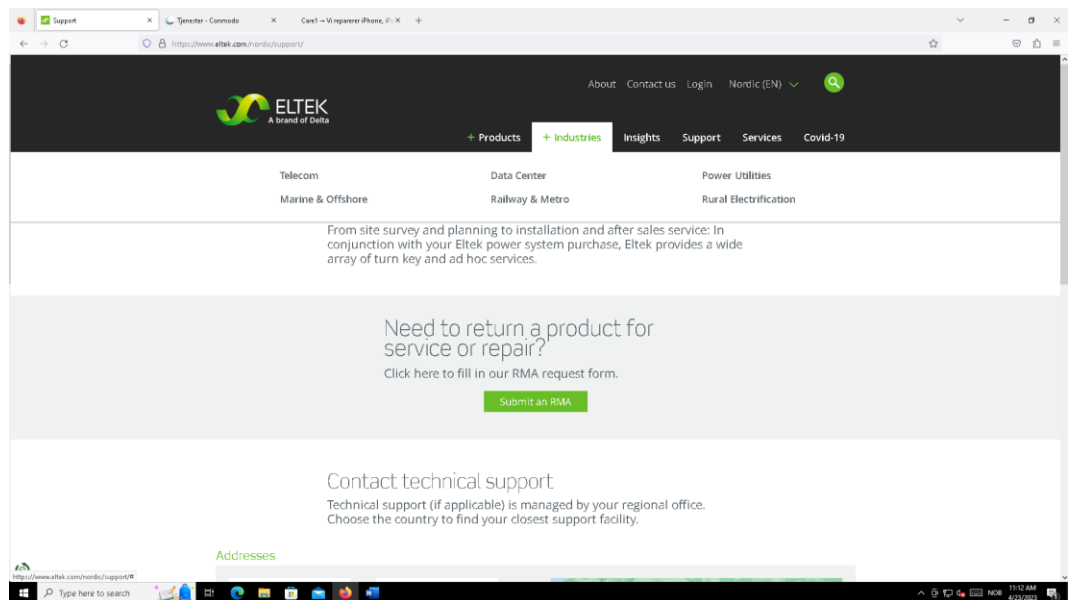 Support
Tjenester - Commodo
Care1 → Vi reparerer iPhone, iP
https://www.eltek.com/nordic/support/
About Contact us Login Nordic (EN)
ELTEK
A brand of Delta
+ Products + Industries Insights Support Services Covid-19
Telecom Data Center Power Utilities
Marine & Offshore Railway & Metro Rural Electrification
From site survey and planning to installation and after sales service: In
conjunction with your Eltek power system purchase, Eltek provides a wide
array of turn key and ad hoc services.
Need to return a product for
service or repair?
Click here to fill in our RMA request form.
Submit an RMA
Contact technical support
Technical support (if applicable) is managed by your regional office.
Choose the country to find your closest support facility.
Addresses
https://www.eltek.com/nordic/support/#
Type here to search
NOB
11:12 AM
4/23/2023